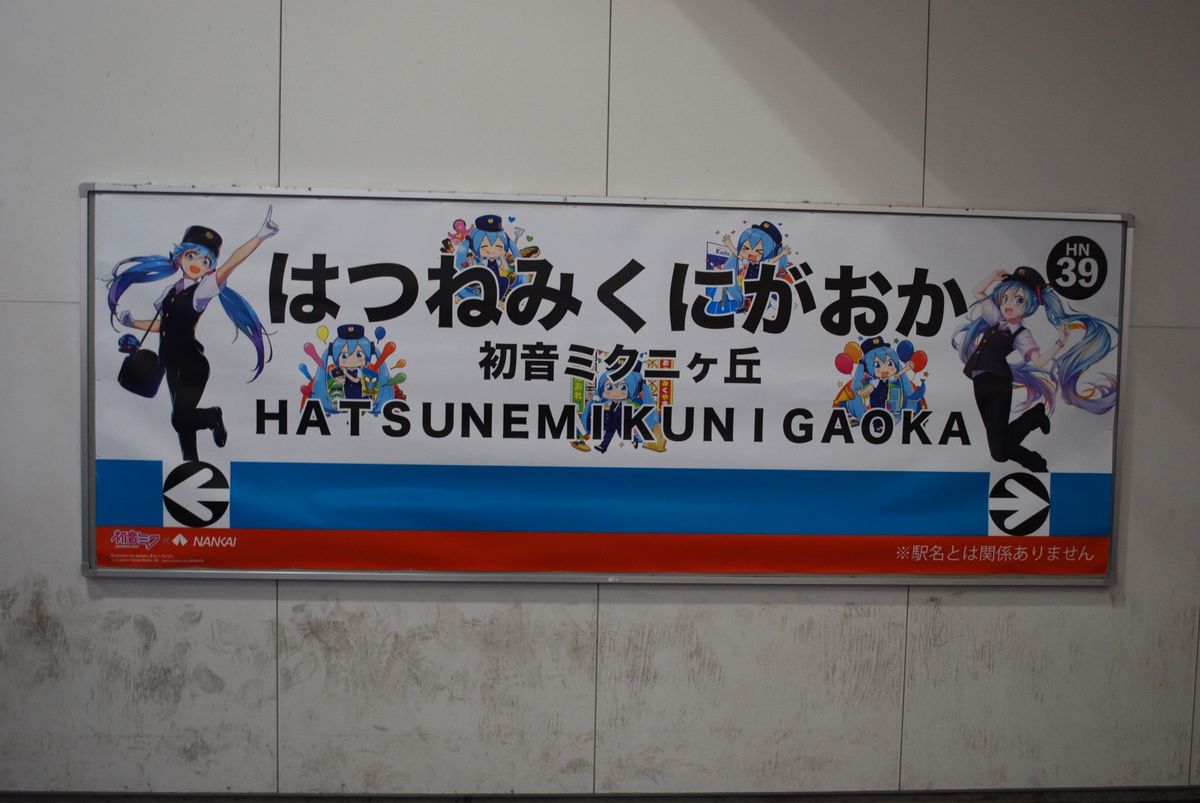 HN
39
はつねみくにがおか
初音ミク二ヶ丘
HATSUNEMIKUNIGAOKA
初音ミク × NANKAI
※駅名とは関係ありません